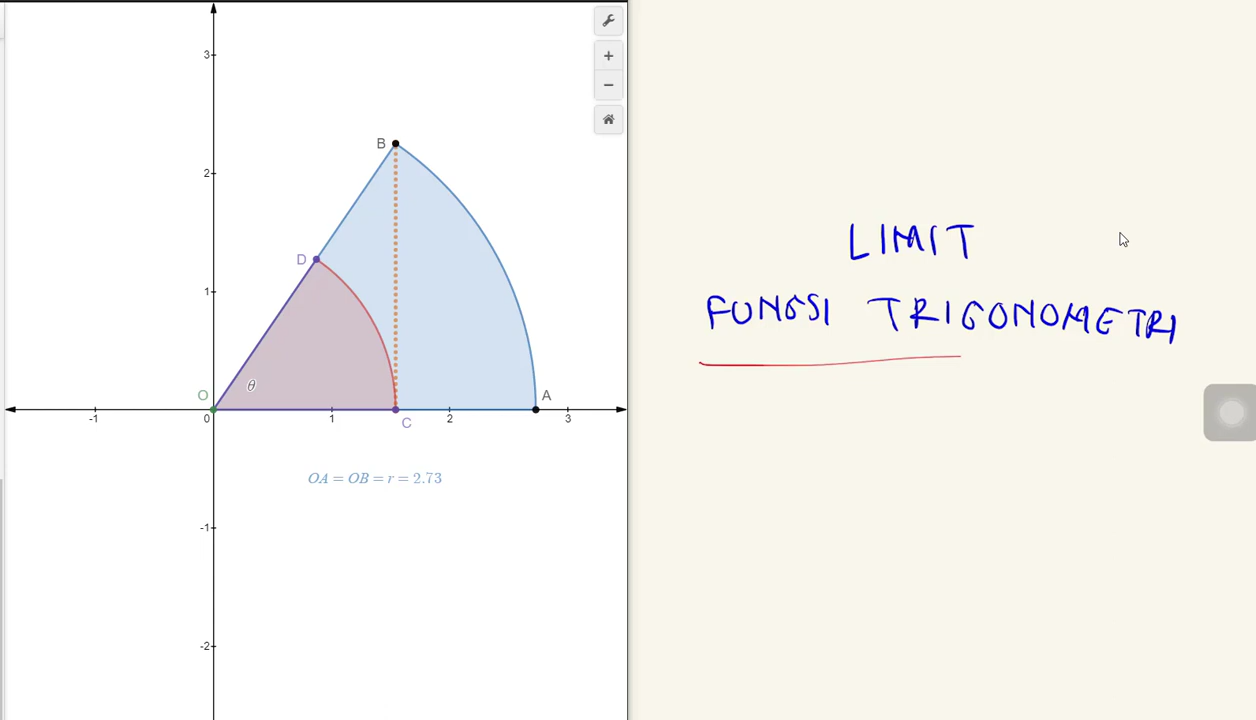 3
B
2
D
1
θ
O
A
-1
0
1
C
2
3
OA = OB = r = 2.73
-1
-2
LIMIT
FUNGSI TRIGONOMETRI